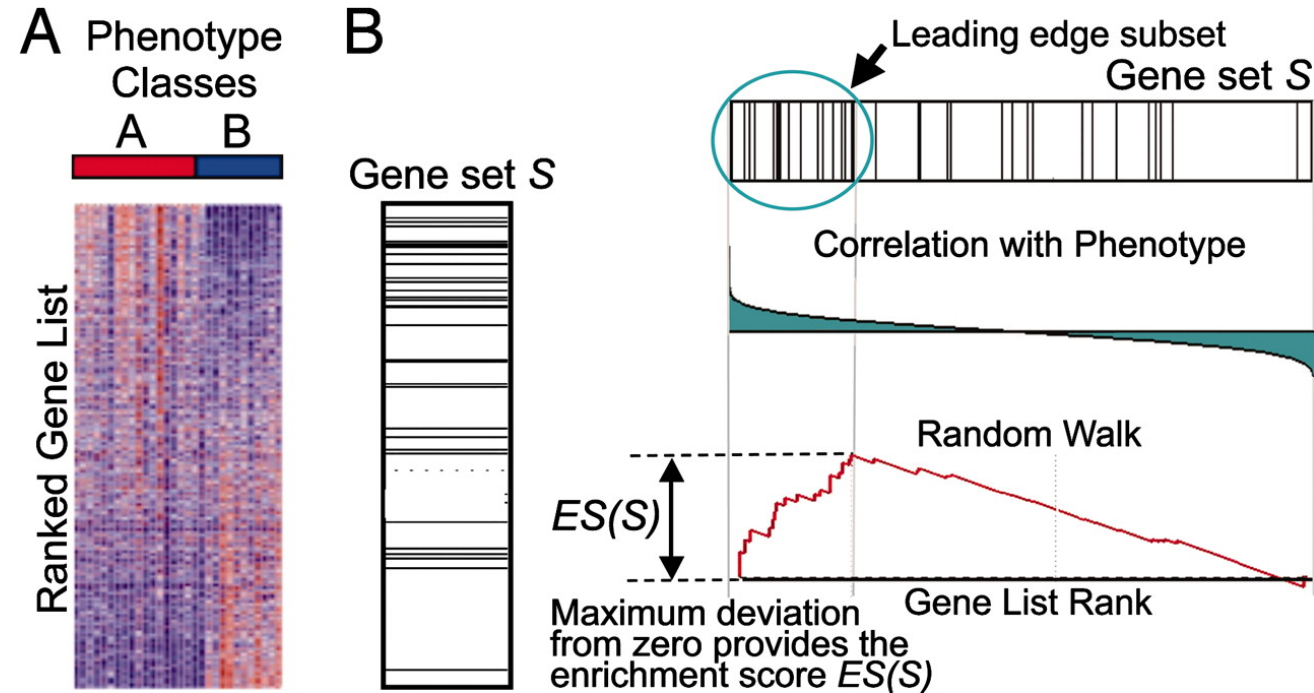 A
Phenotype
Classes
A B
Ranked Gene List
B
Gene set S
Leading edge subset
Gene set S
Correlation with Phenotype
Random Walk
ES(S)
Gene List Rank
Maximum deviation
from zero provides the
enrichment score ES(S)